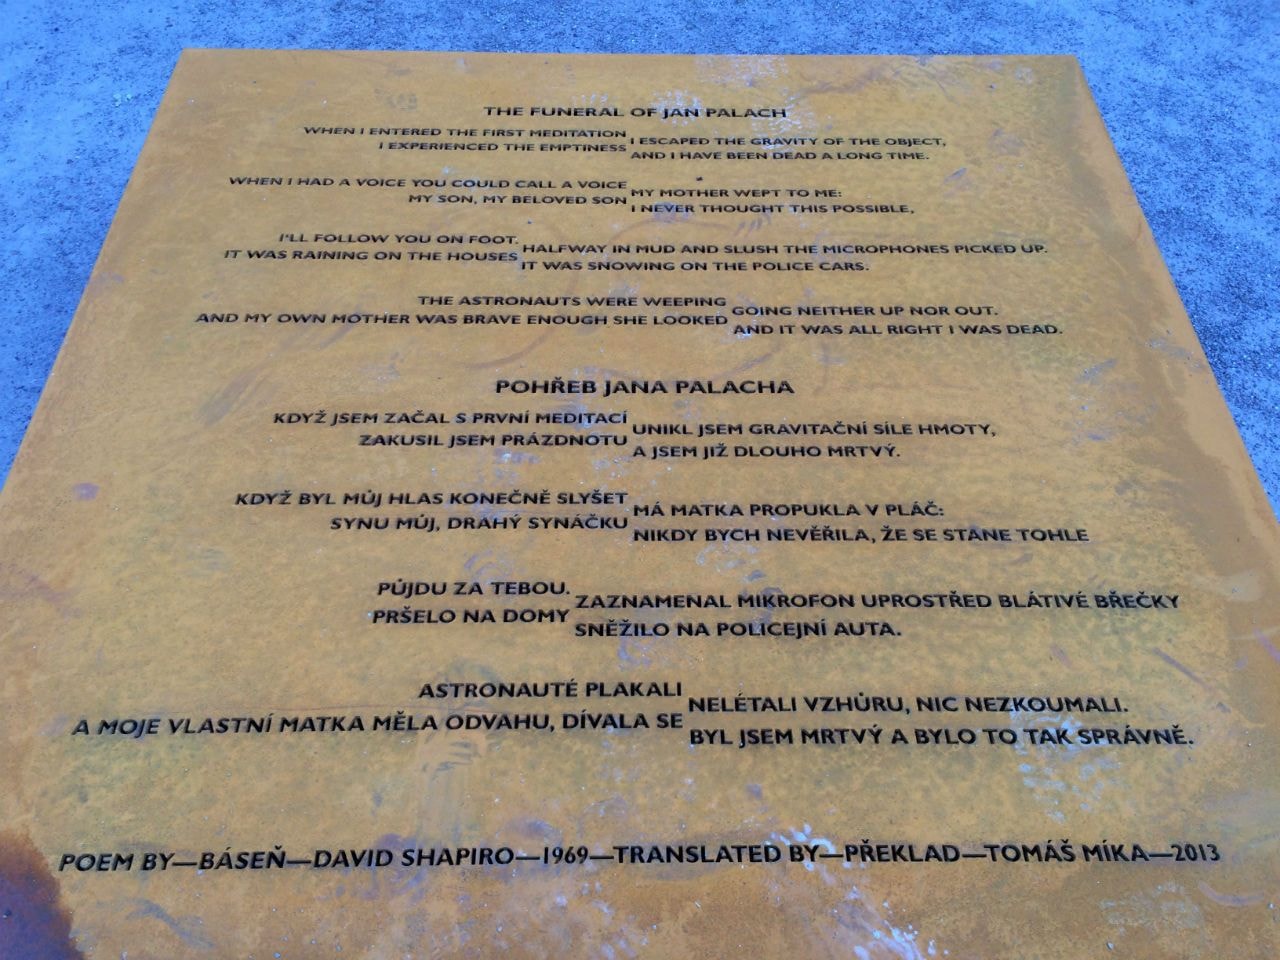 THE FUNERAL OF JAN PALACH
WHEN I ENTERED THE FIRST MEDITATION
I ESCAPED THE GRAVITY OF THE OBJECT,
I EXPERIENCED THE EMPTINESS
AND I HAVE BEEN DEAD A LONG TIME.
WHEN I HAD A VOICE YOU COULD CALL A VOICE
MY MOTHER WEPT TO ME:
MY SON, MY BELOVED SON
I NEVER THOUGHT THIS POSSIBLE,
I'LL FOLLOW YOU ON FOOT.
HALFWAY IN MUD AND SLUSH THE MICROPHONES PICKED UP.
IT WAS RAINING ON THE HOUSES
IT WAS SNOWING ON THE POLICE CARS.
THE ASTRONAUTS WERE WEEPING
GOING NEITHER UP NOR OUT.
AND MY OWN MOTHER WAS BRAVE ENOUGH SHE LOOKED
AND IT WAS ALL RIGHT I WAS DEAD.
POHŘEB JANA PALACHA
KDYŽ JSEM ZAČAL S PRVNÍ MEDITACÍ
UNIKL JSEM GRAVITAČNÍ SÍLE HMOTY,
ZAKUSIL JSEM PRÁZDNOTU
A JSEM JIŽ DLOUHO MRTVÝ.
KDYŽ BYL MŮJ HLAS KONEČNĚ SLYŠET
MÁ MATKA PROPUKLA V PLÁČ:
SYNU MŮJ, DRAHÝ SYNÁČKU
NIKDY BYCH NEVĚŘILA, ŽE SE STANE TOHLE
PŮJDU ZA TEBOU.
ZAZNAMENAL MIKROFON UPROSTŘED BLÁTIVÉ BŘEČKY
PRŠELO NA DOMY
SNĚŽILO NA POLICEJNÍ AUTA.
ASTRONAUTÉ PLAKALI
NELÉTALI VZHŮRU, NIC NEZKOUMALI.
A MOJE VLASTNÍ MATKA MĚLA ODVAHU, DÍVALA SE
BYL JSEM MRTVÝ A BYLO TO TAK SPRÁVNĚ.
POEM BY—BÁSEŇ—DAVID SHAPIRO—1969—TRANSLATED BY—PŘEKLAD—TOMÁŠ MÍKA—2013